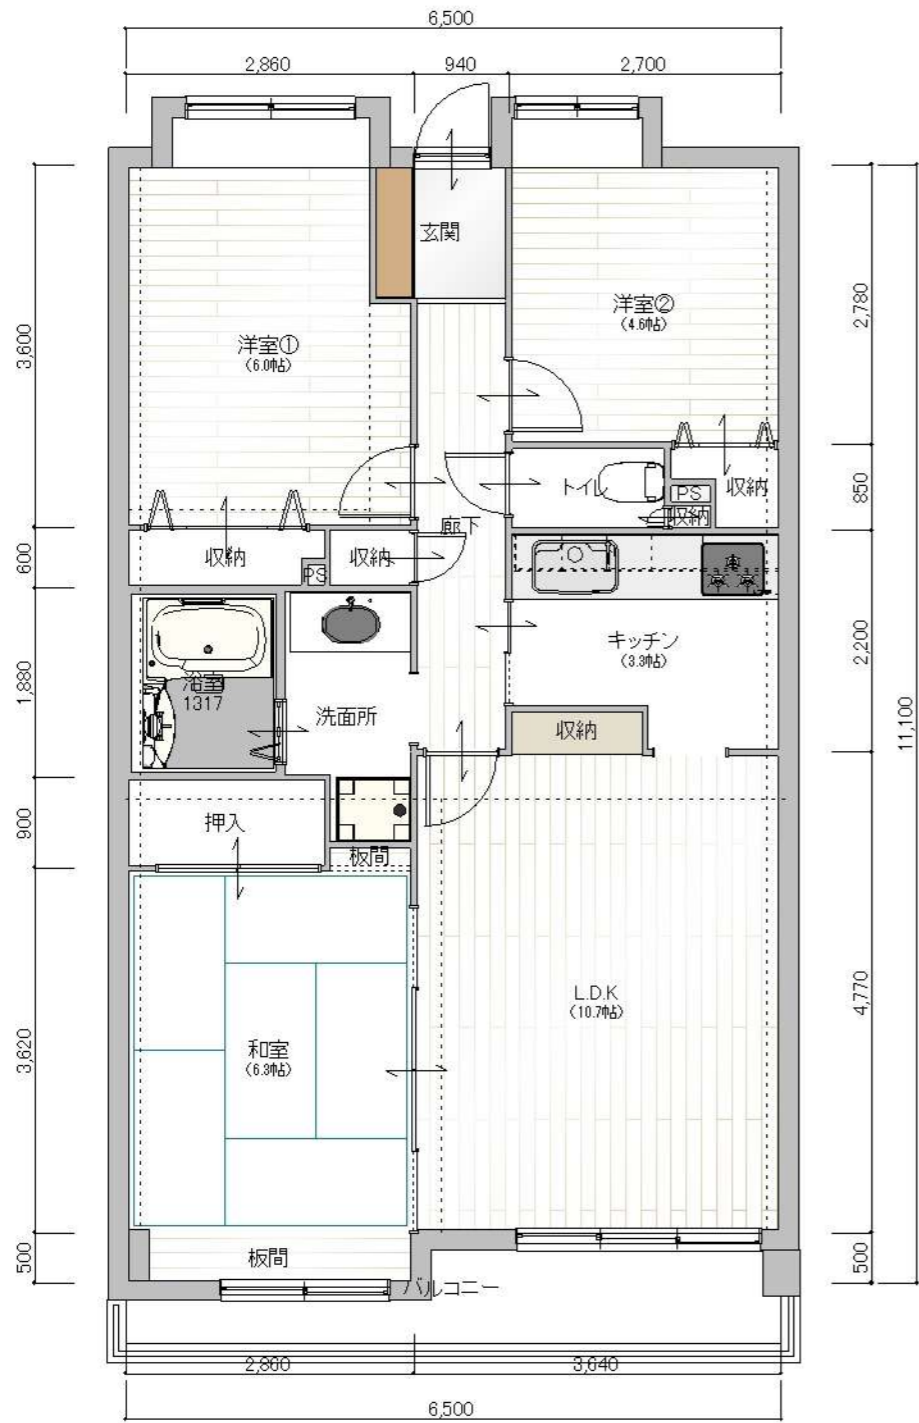 6,500
2,860
940
2,700
玄関
洋室②
(4.6帖)
洋室①
(6.0帖)
3,600
2,780
11,100
トイレ
PS
収納
収納
850
廊下
収納
PS
収納
600
キッチン
(3.3帖)
2,200
浴室
1317
洗面所
1,880
収納
押入
900
板間
L.D.K
(10.7帖)
4,770
和室
(6.3帖)
3,620
板間
500
500
バルコニー
2,860
3,640
6,500